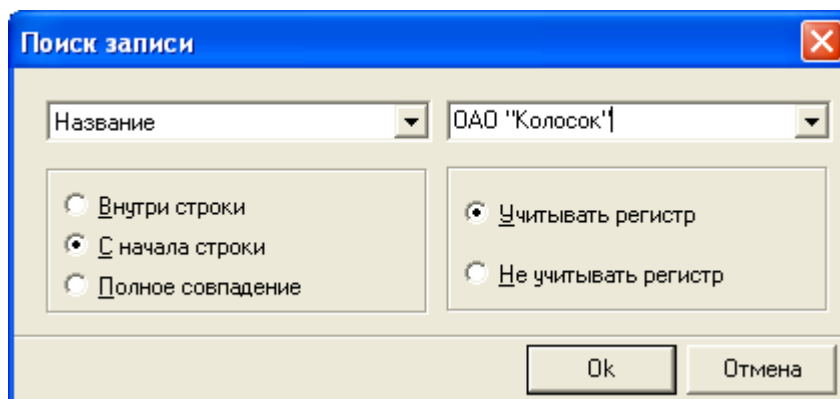 Поиск записи
Название
ОАО "Колосок"
Внутри строки
С начала строки
Полное совпадение
Учитывать регистр
Не учитывать регистр
Ok
Отмена